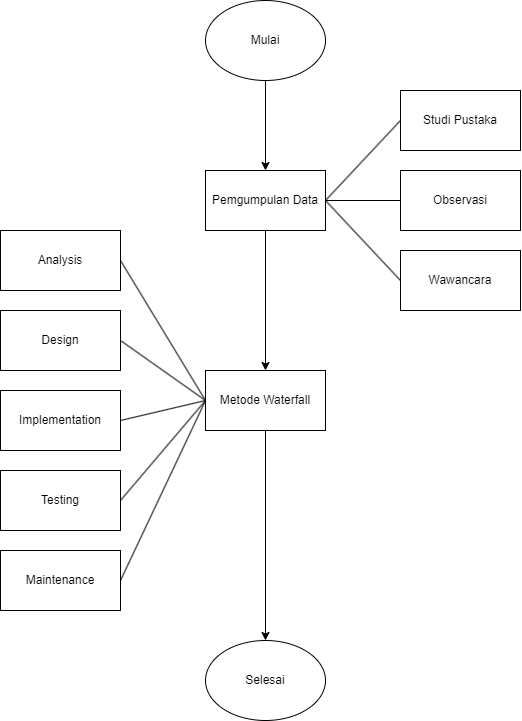 Mulai
Studi Pustaka
Pemgumpulan Data
Observasi
Wawancara
Analysis
Design
Implementation
Metode Waterfall
Testing
Maintenance
Selesai